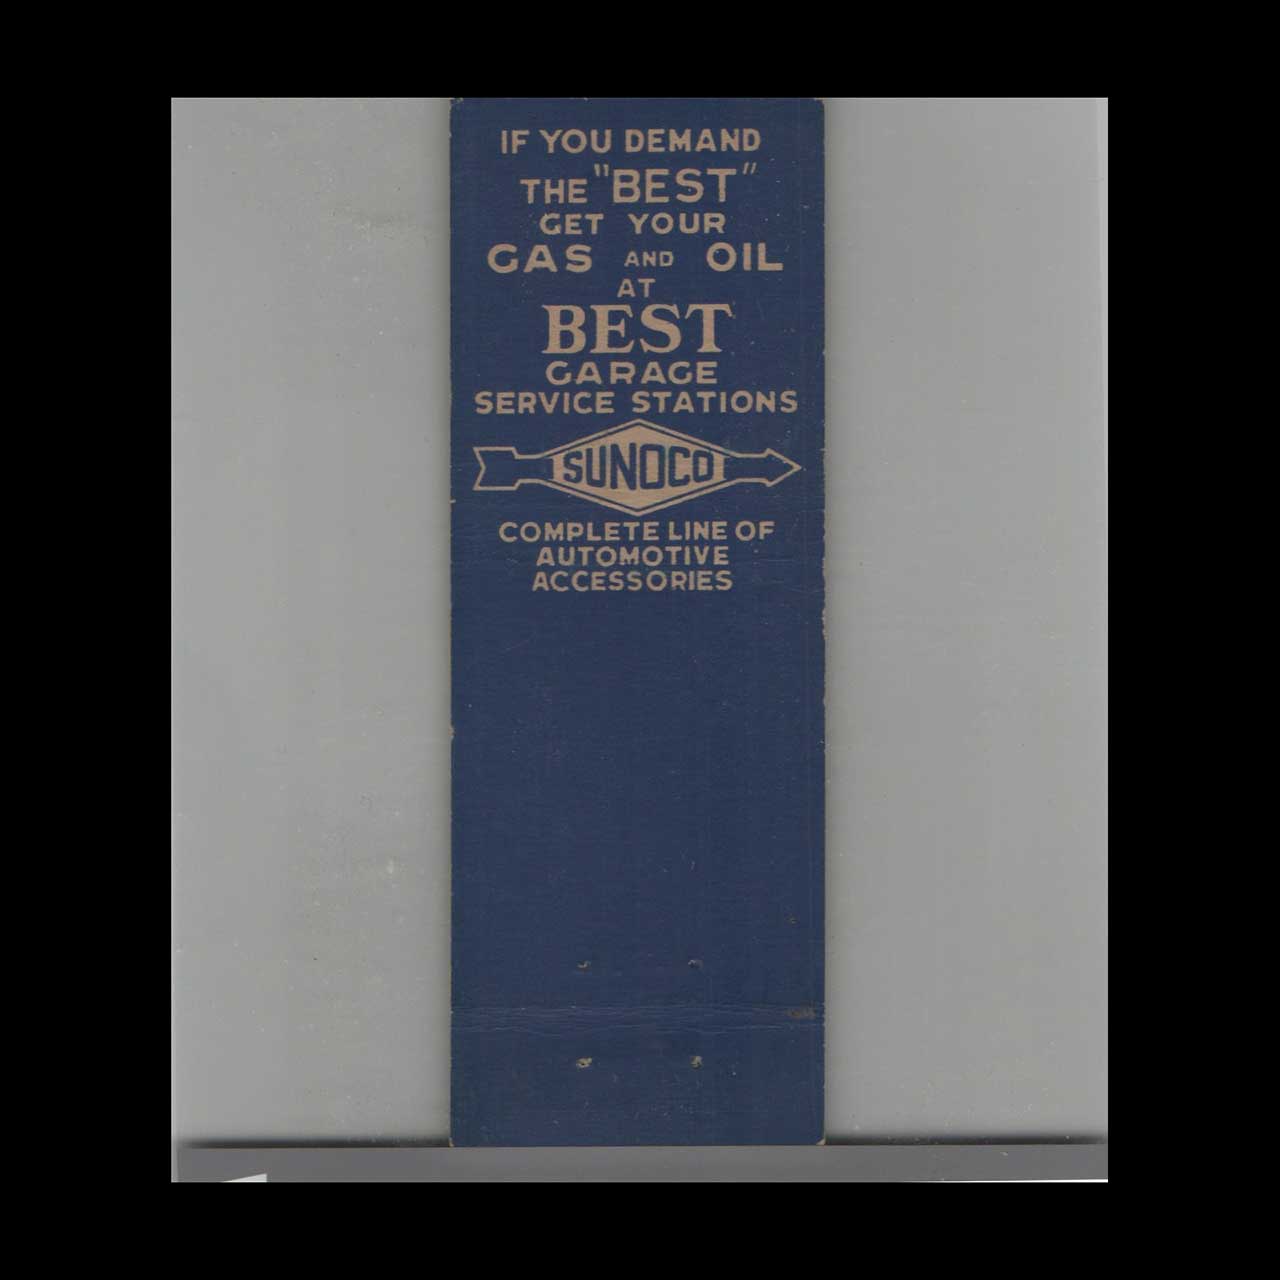 IF YOU DEMAND
THE "BEST"
GET YOUR
GAS AND OIL
AT
BEST
GARAGE
SERVICE STATIONS
SUNOCO
COMPLETE LINE OF
AUTOMOTIVE
ACCESSORIES